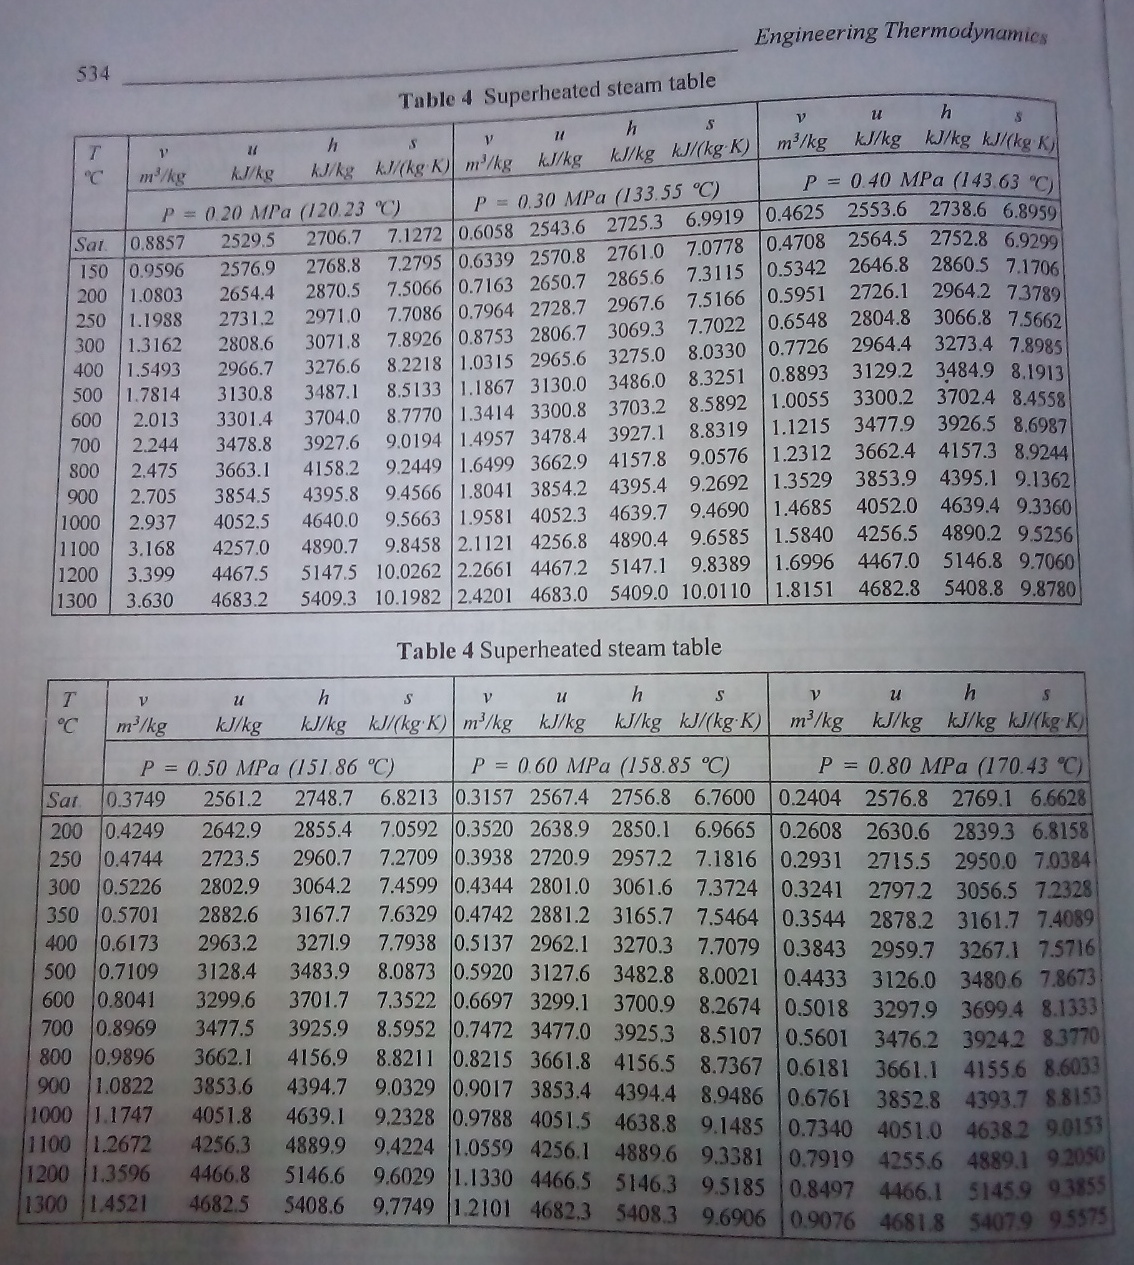 Engineering Thermodynamics
534
Table 4 Superheated steam table
T v u h s v u h s v u h s
°C m³/kg kJ/kg kJ/kg kJ/(kg·K) m³/kg kJ/kg kJ/kg kJ/(kg·K) m³/kg kJ/kg kJ/kg kJ/(kg·K)
P = 0.20 MPa (120.23 °C) P = 0.30 MPa (133.55 °C) P = 0.40 MPa (143.63 °C)
Sat. 0.8857 2529.5 2706.7 7.1272 0.6058 2543.6 2725.3 6.9919 0.4625 2553.6 2738.6 6.8959
150 0.9596 2576.9 2768.8 7.2795 0.6339 2570.8 2761.0 7.0778 0.4708 2564.5 2752.8 6.9299
200 1.0803 2654.4 2870.5 7.5066 0.7163 2650.7 2865.6 7.3115 0.5342 2646.8 2860.5 7.1706
250 1.1988 2731.2 2971.0 7.7086 0.7964 2728.7 2967.6 7.5166 0.5951 2726.1 2964.2 7.3789
300 1.3162 2808.6 3071.8 7.8926 0.8753 2806.7 3069.3 7.7022 0.6548 2804.8 3066.8 7.5662
400 1.5493 2966.7 3276.6 8.2218 1.0315 2965.6 3275.0 8.0330 0.7726 2964.4 3273.4 7.8985
500 1.7814 3130.8 3487.1 8.5133 1.1867 3130.0 3486.0 8.3251 0.8893 3129.2 3484.9 8.1913
600 2.013 3301.4 3704.0 8.7770 1.3414 3300.8 3703.2 8.5892 1.0055 3300.2 3702.4 8.4558
700 2.244 3478.8 3927.6 9.0194 1.4957 3478.4 3927.1 8.8319 1.1215 3477.9 3926.5 8.6987
800 2.475 3663.1 4158.2 9.2449 1.6499 3662.9 4157.8 9.0576 1.2312 3662.4 4157.3 8.9244
900 2.705 3854.5 4395.8 9.4566 1.8041 3854.2 4395.4 9.2692 1.3529 3853.9 4395.1 9.1362
1000 2.937 4052.5 4640.0 9.5663 1.9581 4052.3 4639.7 9.4690 1.4685 4052.0 4639.4 9.3360
1100 3.168 4257.0 4890.7 9.8458 2.1121 4256.8 4890.4 9.6585 1.5840 4256.5 4890.2 9.5256
1200 3.399 4467.5 5147.5 10.0262 2.2661 4467.2 5147.1 9.8389 1.6996 4467.0 5146.8 9.7060
1300 3.630 4683.2 5409.3 10.1982 2.4201 4683.0 5409.0 10.0110 1.8151 4682.8 5408.8 9.8780
Table 4 Superheated steam table
T v u h s v u h s v u h s
°C m³/kg kJ/kg kJ/kg kJ/(kg·K) m³/kg kJ/kg kJ/kg kJ/(kg·K) m³/kg kJ/kg kJ/kg kJ/(kg·K)
P = 0.50 MPa (151.86 °C) P = 0.60 MPa (158.85 °C) P = 0.80 MPa (170.43 °C)
Sat. 0.3749 2561.2 2748.7 6.8213 0.3157 2567.4 2756.8 6.7600 0.2404 2576.8 2769.1 6.6628
200 0.4249 2642.9 2855.4 7.0592 0.3520 2638.9 2850.1 6.9665 0.2608 2630.6 2839.3 6.8158
250 0.4744 2723.5 2960.7 7.2709 0.3938 2720.9 2957.2 7.1816 0.2931 2715.5 2950.0 7.0384
300 0.5226 2802.9 3064.2 7.4599 0.4344 2801.0 3061.6 7.3724 0.3241 2797.2 3056.5 7.2328
350 0.5701 2882.6 3167.7 7.6329 0.4742 2881.2 3165.7 7.5464 0.3544 2878.2 3161.7 7.4089
400 0.6173 2963.2 3271.9 7.7938 0.5137 2962.1 3270.3 7.7079 0.3843 2959.7 3267.1 7.5716
500 0.7109 3128.4 3483.9 8.0873 0.5920 3127.6 3482.8 8.0021 0.4433 3126.0 3480.6 7.8673
600 0.8041 3299.6 3701.7 7.3522 0.6697 3299.1 3700.9 8.2674 0.5018 3297.9 3699.4 8.1333
700 0.8969 3477.5 3925.9 8.5952 0.7472 3477.0 3925.3 8.5107 0.5601 3476.2 3924.2 8.3770
800 0.9896 3662.1 4156.9 8.8211 0.8215 3661.8 4156.5 8.7367 0.6181 3661.1 4155.6 8.6033
900 1.0822 3853.6 4394.7 9.0329 0.9017 3853.4 4394.4 8.9486 0.6761 3852.8 4393.7 8.8153
1000 1.1747 4051.8 4639.1 9.2328 0.9788 4051.5 4638.8 9.1485 0.7340 4051.0 4638.2 9.0153
1100 1.2672 4256.3 4889.9 9.4224 1.0559 4256.1 4889.6 9.3381 0.7919 4255.6 4889.1 9.2050
1200 1.3596 4466.8 5146.6 9.6029 1.1330 4466.5 5146.3 9.5185 0.8497 4466.1 5145.9 9.3855
1300 1.4521 4682.5 5408.6 9.7749 1.2101 4682.3 5408.3 9.6906 0.9076 4681.8 5407.9 9.5575